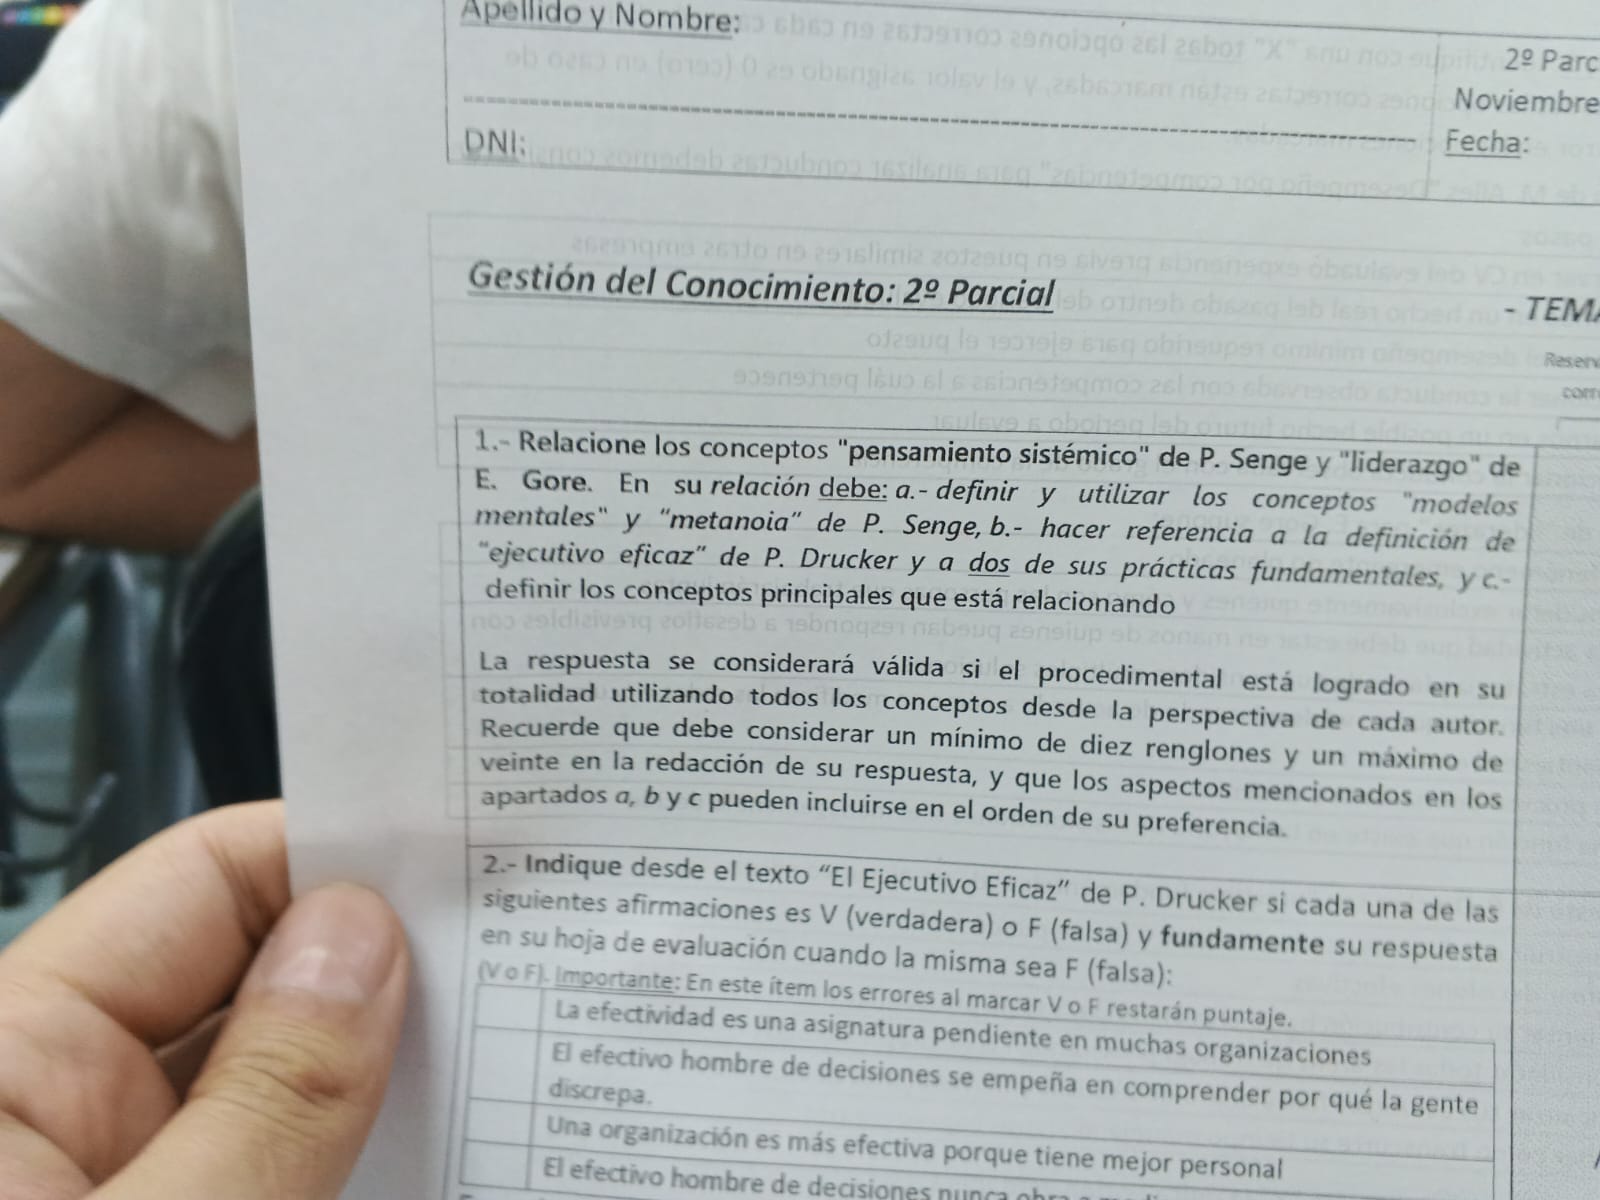 Apellido y Nombre:
2º Parc
Noviembre
DNI:
Fecha:
Gestión del Conocimiento: 2º Parcial
- TEMA
Reserv
corr
1.- Relacione los conceptos "pensamiento sistémico" de P. Senge y "liderazgo" de
E. Gore. En su relación debe: a.- definir y utilizar los conceptos "modelos
mentales" y "metanoia" de P. Senge, b.- hacer referencia a la definición de
"ejecutivo eficaz" de P. Drucker y a dos de sus prácticas fundamentales, y c.-
definir los conceptos principales que está relacionando
La respuesta se considerará válida si el procedimental está logrado en su
totalidad utilizando todos los conceptos desde la perspectiva de cada autor.
Recuerde que debe considerar un mínimo de diez renglones y un máximo de
veinte en la redacción de su respuesta, y que los aspectos mencionados en los
apartados a, b y c pueden incluirse en el orden de su preferencia.
2.- Indique desde el texto "El Ejecutivo Eficaz" de P. Drucker si cada una de las
siguientes afirmaciones es V (verdadera) o F (falsa) y fundamente su respuesta
en su hoja de evaluación cuando la misma sea F (falsa):
(V o F). Importante: En este ítem los errores al marcar V o F restarán puntaje.
La efectividad es una asignatura pendiente en muchas organizaciones
El efectivo hombre de decisiones se empeña en comprender por qué la gente
discrepa.
Una organización es más efectiva porque tiene mejor personal
El efectivo hombre de decisiones nunca